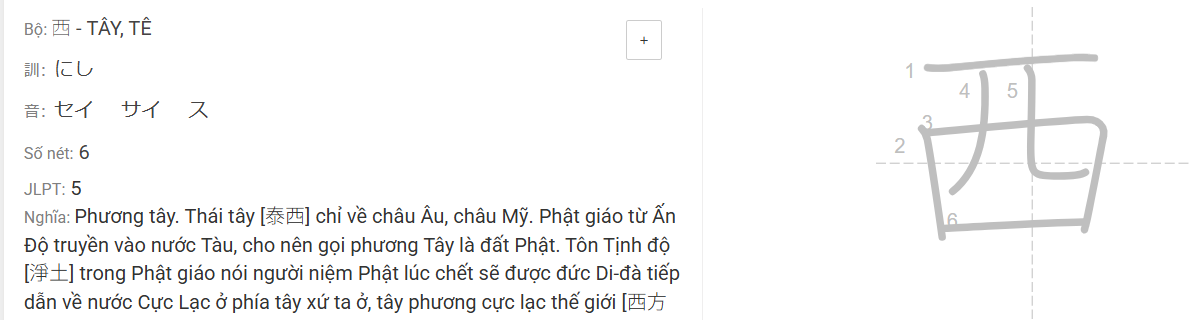 Bộ: 西 - TÂY, TÊ
+
訓: にし
音: セイ サイ ス
Số nét: 6
JLPT: 5
Nghĩa: Phương tây. Thái tây [泰西] chỉ về châu Âu, châu Mỹ. Phật giáo từ Ấn
Độ truyền vào nước Tàu, cho nên gọi phương Tây là đất Phật. Tôn Tịnh độ
[淨土] trong Phật giáo nói người niệm Phật lúc chết sẽ được đức Di-đà tiếp
dẫn về nước Cực Lạc ở phía tây xứ ta ở, tây phương cực lạc thế giới [西方
西
1
4 5
3
2
6